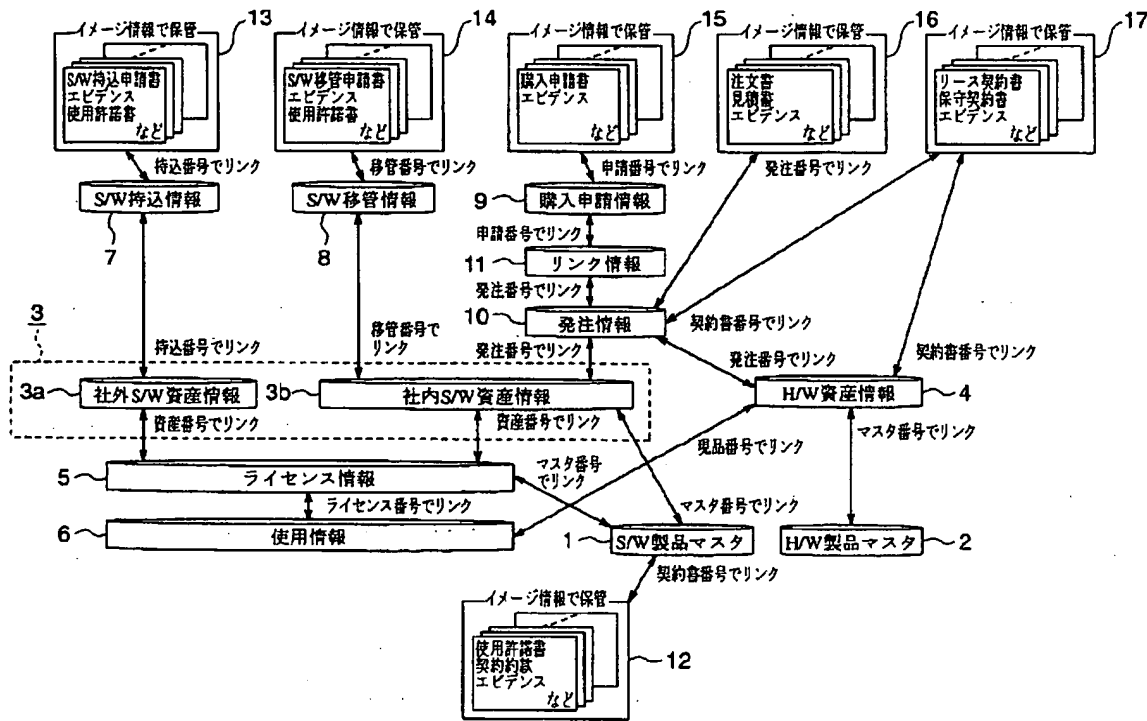 13
14
15
16
17
イメージ情報で保管
イメージ情報で保管
イメージ情報で保管
イメージ情報で保管
イメージ情報で保管
S/W持込申請書
エビデンス
使用許諾書
など
S/W移管申請書
エビデンス
使用許諾書
など
購入申請書
エビデンス
など
注文書
見積書
エビデンス
など
リース契約書
保守契約書
エビデンス
など
持込番号でリンク
移管番号でリンク
申請番号でリンク
発注番号でリンク
S/W持込情報
S/W移管情報
9
購入申請情報
7
8
申請番号でリンク
11
リンク情報
発注番号でリンク
10
発注情報
契約書番号でリンク
3
移管番号で
リンク
持込番号でリンク
発注番号でリンク
発注番号でリンク
契約書番号でリンク
3a
社外S/W資産情報
3b
社内S/W資産情報
H/W資産情報
4
資産番号でリンク
資産番号でリンク
マスタ番号でリンク
現品番号でリンク
5
ライセンス情報
マスタ番号
でリンク
ライセンス番号でリンク
マスタ番号でリンク
6
使用情報
1
S/W製品マスタ
H/W製品マスタ
2
契約書番号でリンク
イメージ情報で保管
使用許諾書
契約約款
エビデンス
など
12